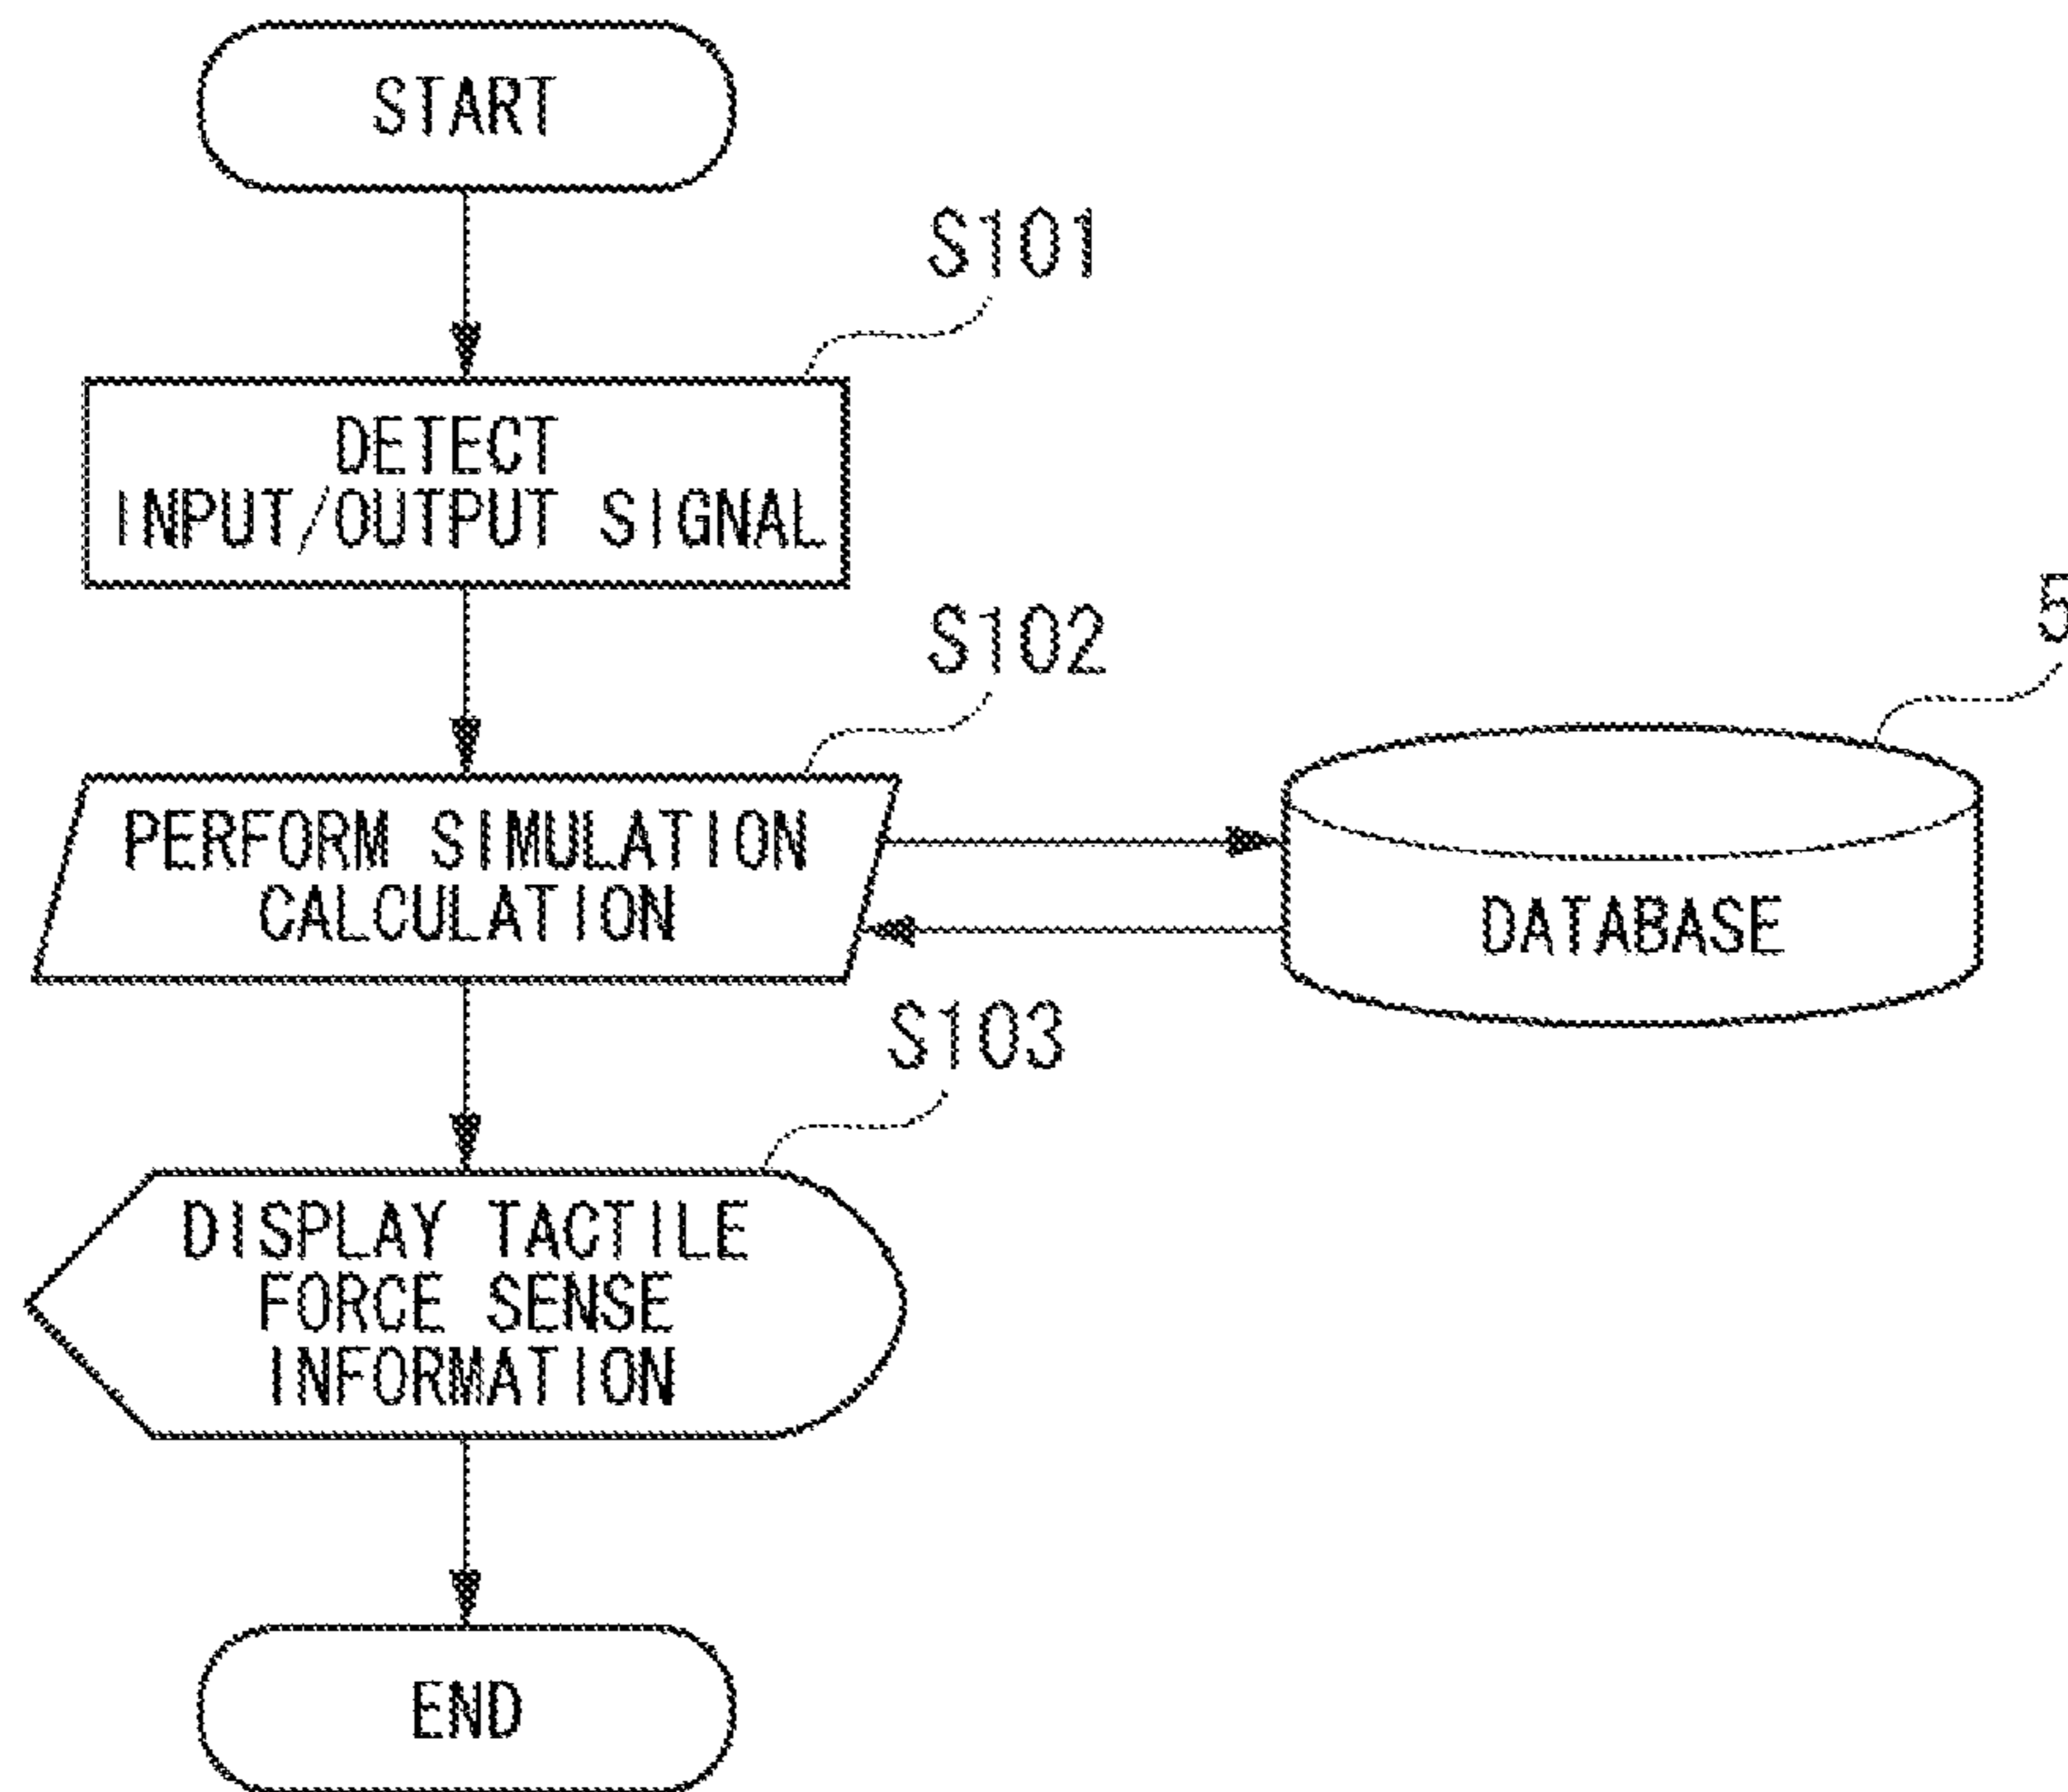 START
S101
DETECT
INPUT/OUTPUT SIGNAL
S102
5
PERFORM SIMULATION
CALCULATION
DATABASE
S103
DISPLAY TACTILE
FORCE SENSE
INFORMATION
END